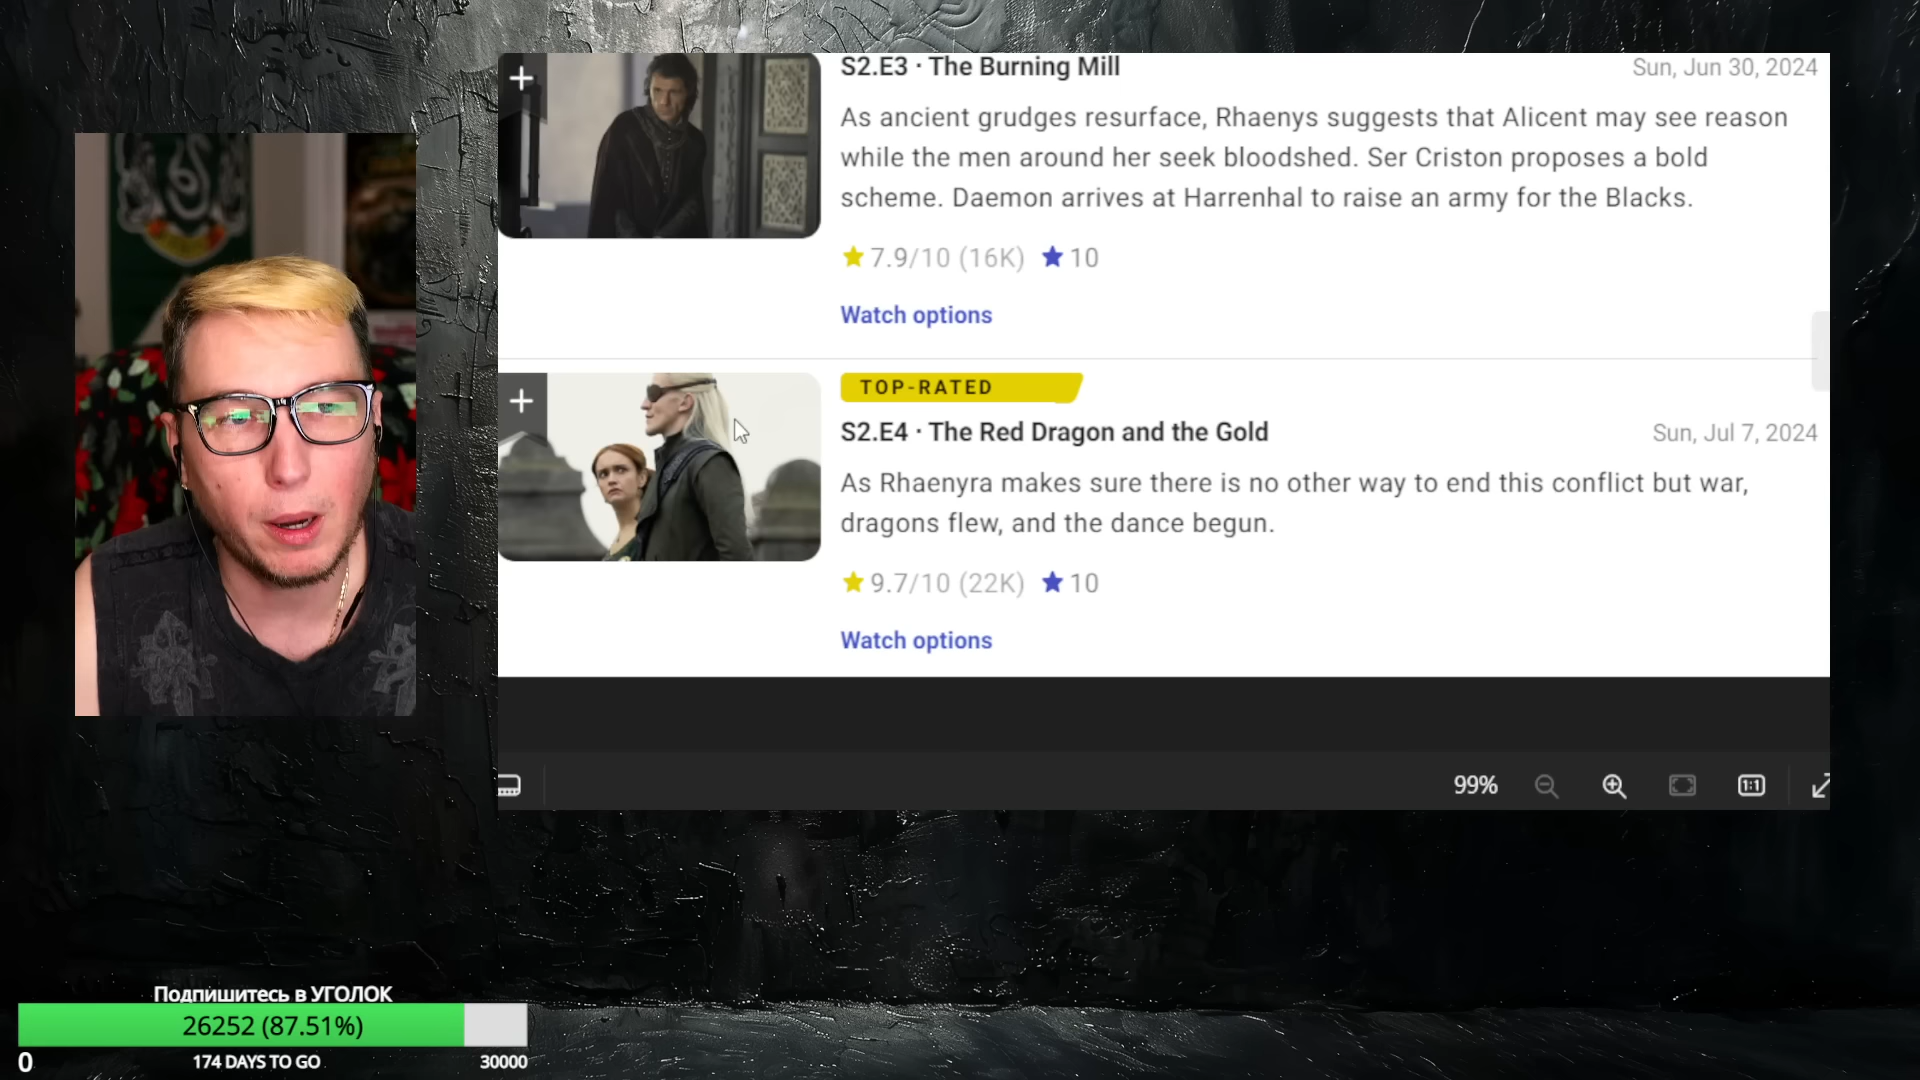 S2.E3 · The Burning Mill
Sun, Jun 30, 2024
As ancient grudges resurface, Rhaenys suggests that Alicent may see reason
while the men around her seek bloodshed. Ser Criston proposes a bold
scheme. Daemon arrives at Harrenhal to raise an army for the Blacks.
7.9/10 (16K) 10
Watch options
TOP-RATED
S2.E4 · The Red Dragon and the Gold
Sun, Jul 7, 2024
As Rhaenyra makes sure there is no other way to end this conflict but war,
dragons flew, and the dance begun.
9.7/10 (22K) 10
Watch options
99%
1:1
Подпишитесь в УГОЛОК
26252 (87.51%)
0
174 DAYS TO GO
30000